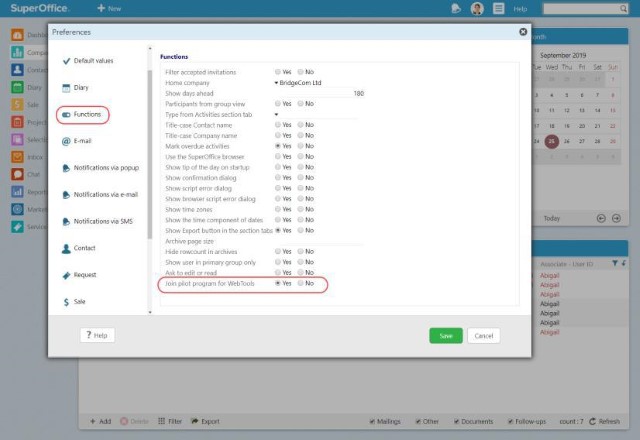 SuperOffice.
New
Help
Preferences
Default values
Diary
Functions
E-mail
Notifications via popup
Notifications via e-mail
Notifications via SMS
Contact
Request
Sale
Functions
Filter accepted invitations Yes No
Home company BridgeCom Ltd
Show days ahead 180
Participants from group view Yes No
Type from Activities section tab
Title-case Contact name Yes No
Title-case Company name Yes No
Mark overdue activities Yes No
Use the SuperOffice browser Yes No
Show tip of the day on startup Yes No
Show confirmation dialog Yes No
Show script error dialog Yes No
Show browser script error dialog Yes No
Show time zones Yes No
Show the time component of dates Yes No
Show Export button in the section tabs Yes No
Archive page size
Hide rowcount in archives Yes No
Show user in primary group only Yes No
Ask to edit or read Yes No
Join pilot program for WebTools Yes No
? Help
Save
Cancel
Diary
Sale
Inbox
Chat
month
September 2019
Today
Associate - User ID
Abigail
Abigail
Abigail
Abigail
Abigail
Abigail
Add
Delete
Filter
Export
Mailings
Other
Documents
Follow-ups
count : 7
Refresh